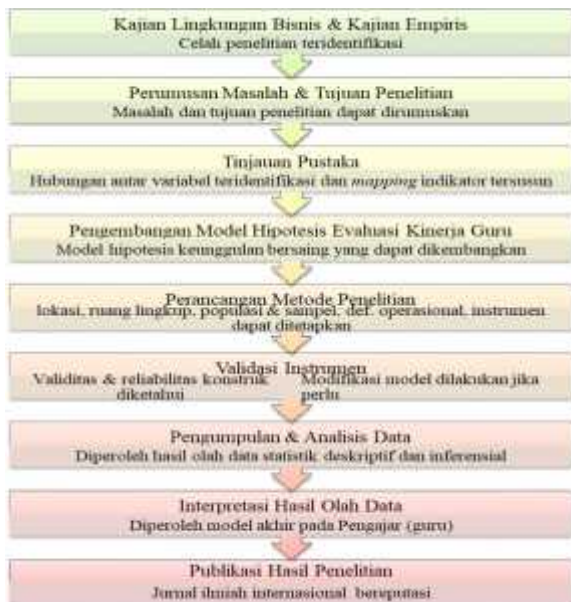 Kajian Lingkungan Bisnis & Kajian Empiris
Celah penelitian teridentifikasi
Perumusan Masalah & Tujuan Penelitian
Masalah dan tujuan penelitian dapat dirumuskan
Tinjauan Pustaka
Hubungan antar variabel teridentifikasi dan mapping indikator tersusun
Pengembangan Model Hipotesis Evaluasi Kinerja Guru
Model hipotesis keunggulan bersaing yang dapat dikembangkan
Perancangan Metode Penelitian
lokasi, ruang lingkup, populasi & sampel, def. operasional, instrumen
dapat ditetapkan
Validasi Instrumen
Validitas & reliabilitas konstruk
diketahui
Modifikasi model dilakukan jika
perlu
Pengumpulan & Analisis Data
Diperoleh hasil olah data statistik deskriptif dan inferensial
Interpretasi Hasil Olah Data
Diperoleh model akhir pada Pengajar (guru)
Publikasi Hasil Penelitian
Jurnal ilmiah internasional bereputasi